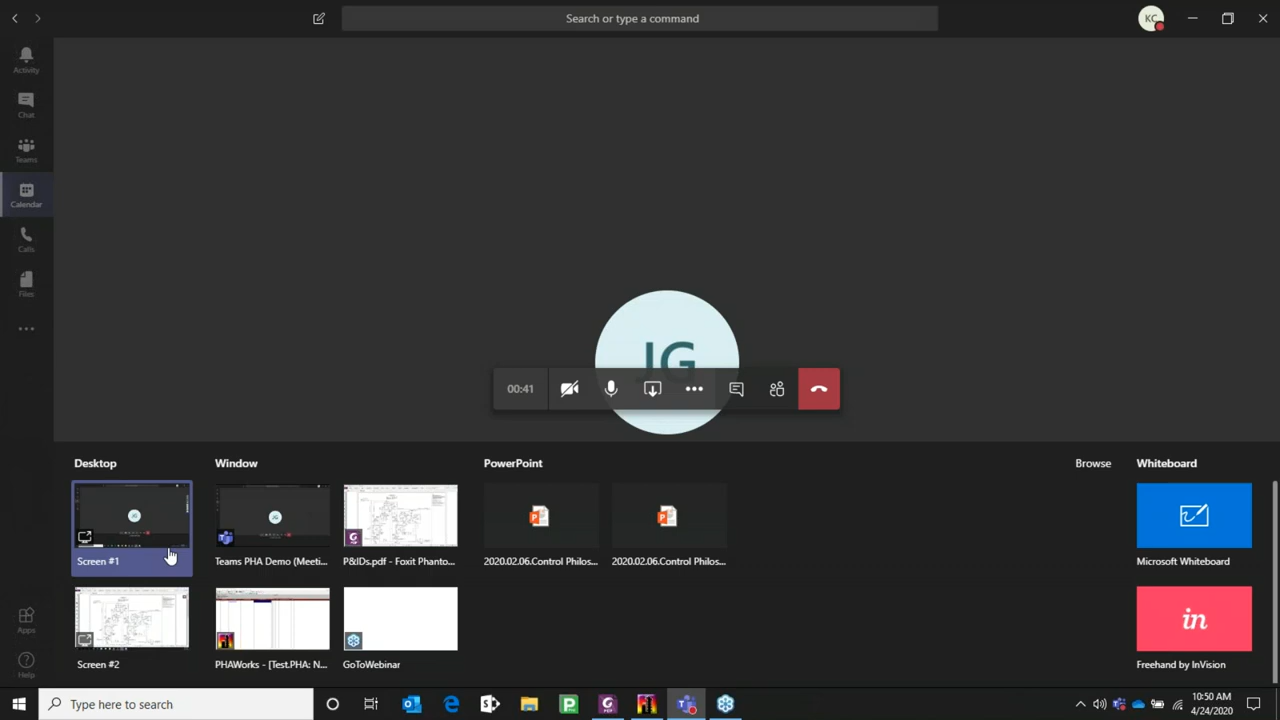 Search or type a command
KC
Activity
Chat
Teams
Calendar
Calls
Files
Apps
Help
JG
00:41
Desktop
Window
PowerPoint
Browse
Whiteboard
Screen #1
Teams PHA Demo (Meeti...
P&IDs.pdf - Foxit Phanto...
2020.02.06.Control Philos...
2020.02.06.Control Philos...
Microsoft Whiteboard
in
Screen #2
PHAWorks - [Test.PHA: N...
GoToWebinar
Freehand by InVision
Type here to search
10:50 AM
4/24/2020